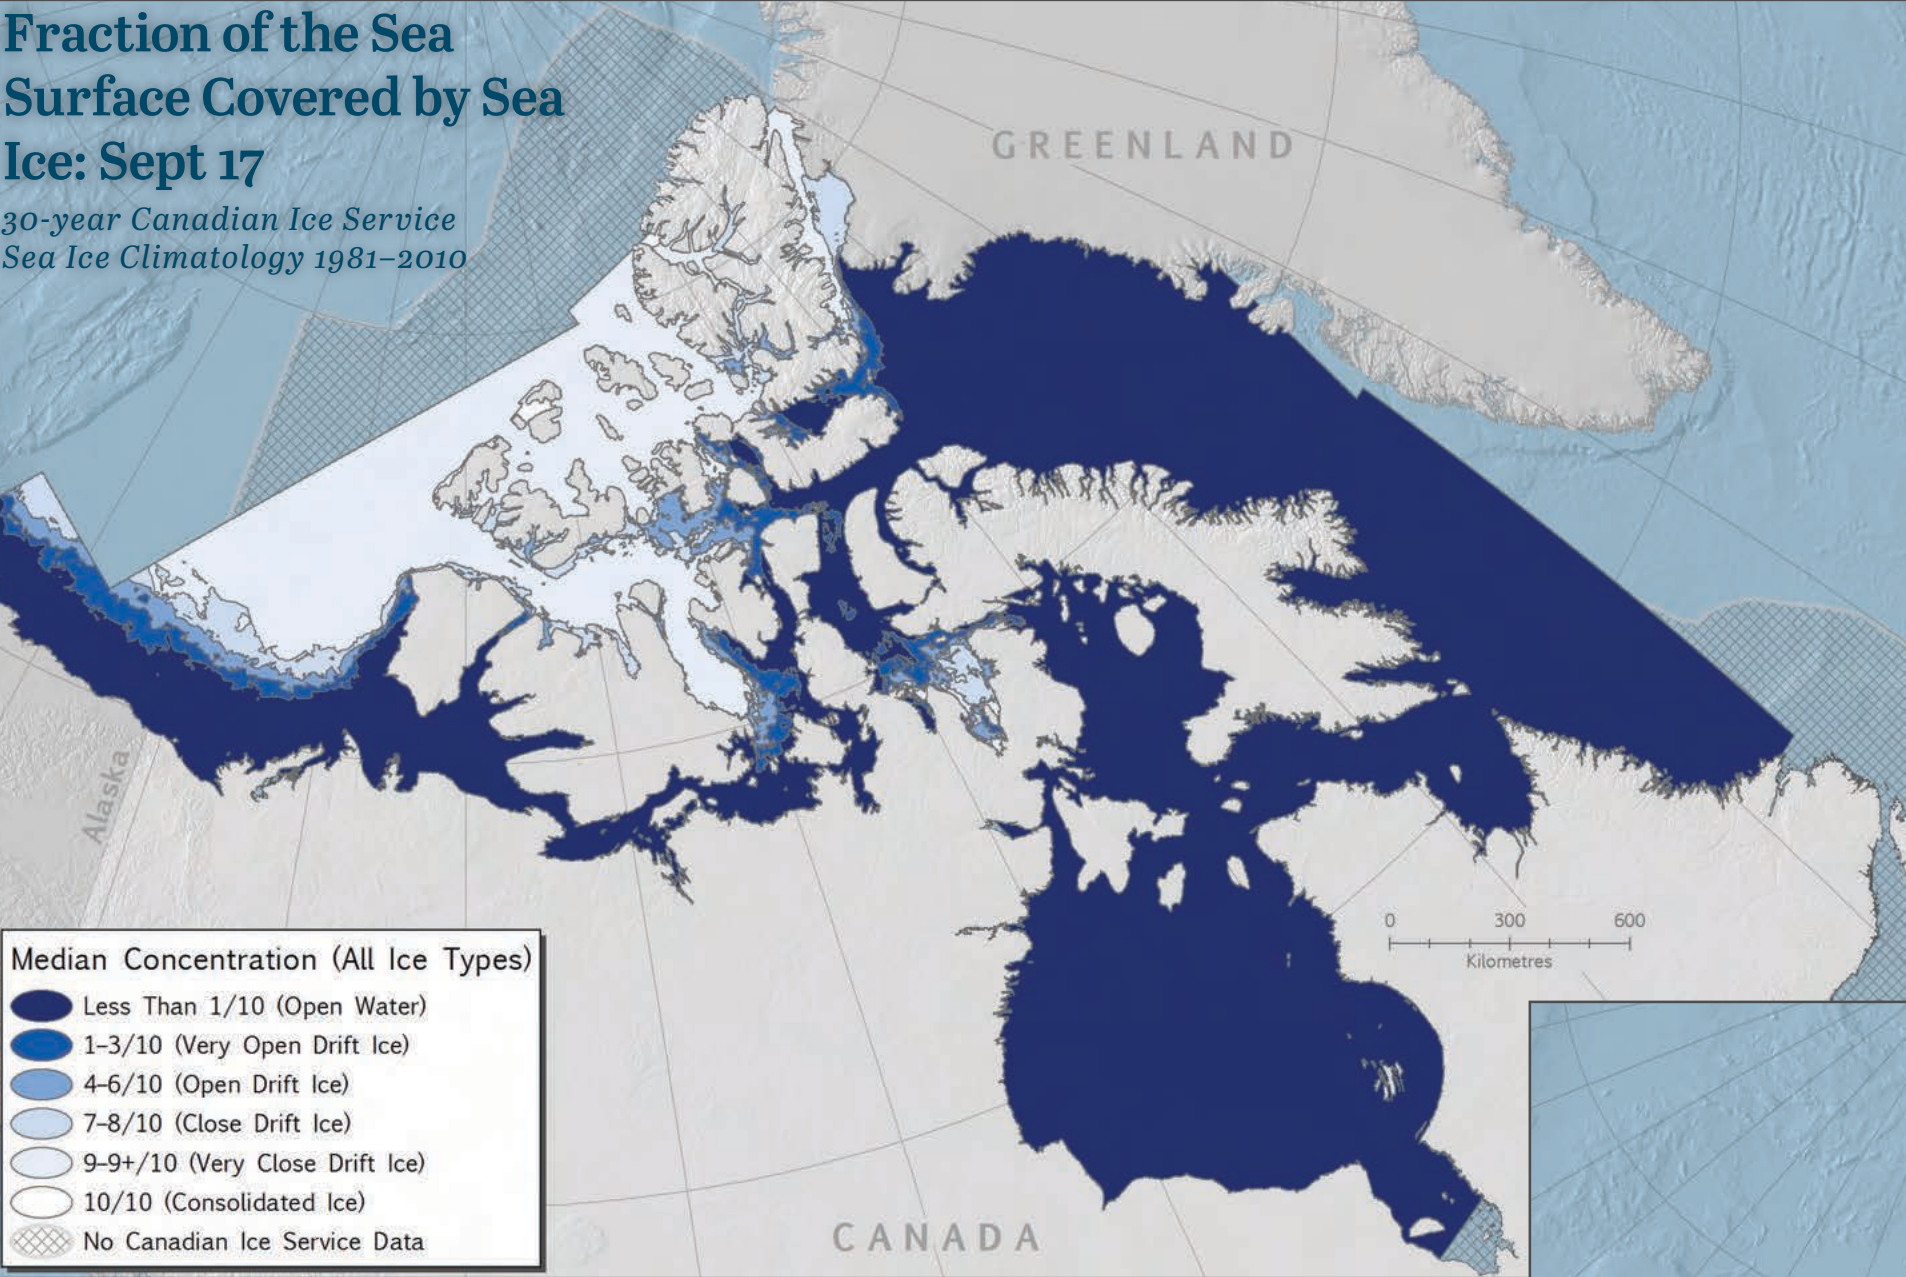 Fraction of the Sea
Surface Covered by Sea
Ice: Sept 17
30-year Canadian Ice Service
Sea Ice Climatology 1981–2010
GREENLAND
Alaska
0 300 600
Kilometres
Median Concentration (All Ice Types)
Less Than 1/10 (Open Water)
1–3/10 (Very Open Drift Ice)
4–6/10 (Open Drift Ice)
7–8/10 (Close Drift Ice)
9–9+/10 (Very Close Drift Ice)
10/10 (Consolidated Ice)
No Canadian Ice Service Data
CANADA